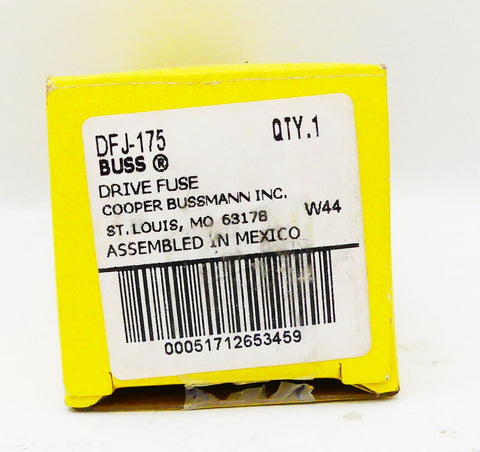 DFJ-175 QTY.1
BUSS ®
DRIVE FUSE
COOPER BUSSMANN INC.
ST. LOUIS, MO 63178 W44
ASSEMBLED IN MEXICO
00051712653459